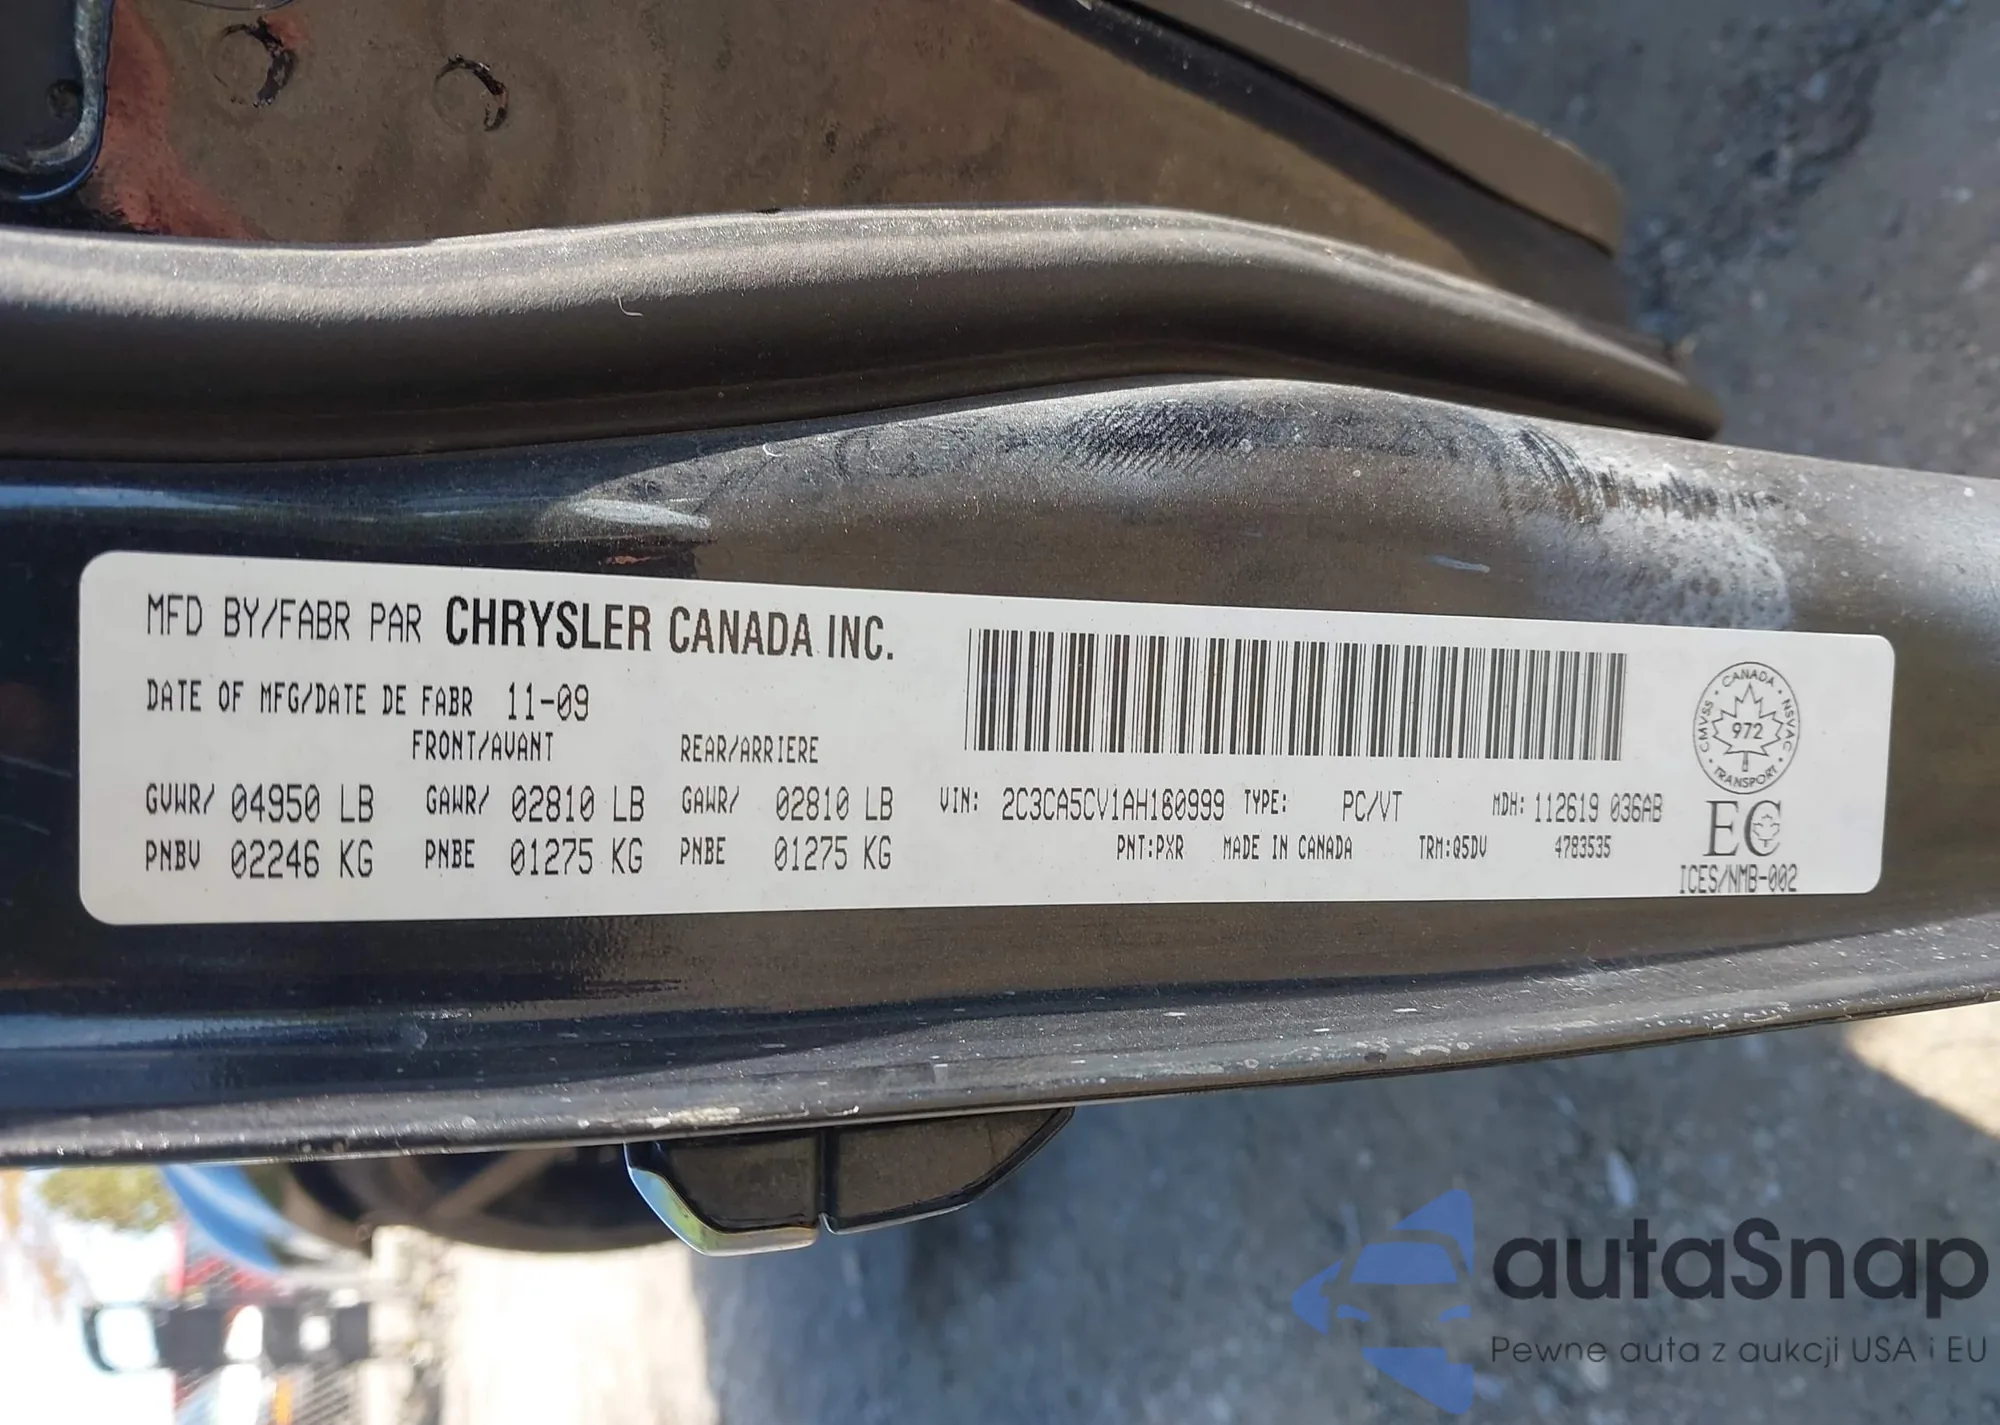 MFD BY/FABR PAR CHRYSLER CANADA INC.
DATE OF MFG/DATE DE FABR 11-09
FRONT/AVANT REAR/ARRIERE
GVWR/ 04950 LB GAWR/ 02810 LB GAWR/ 02810 LB
PNBV 02246 KG PNBE 01275 KG PNBE 01275 KG
VIN: 2C3CA5CV1AH160999 TYPE: PC/VT MDH: 112619 036AB
PNT:PXR MADE IN CANADA TRM:Q5DV 4783535
CANADA
CMVSS 972 NSVAC
TRANSPORT
EC
ICES/NMB-002
autaSnap
Pewne auta z aukcji USA i EU